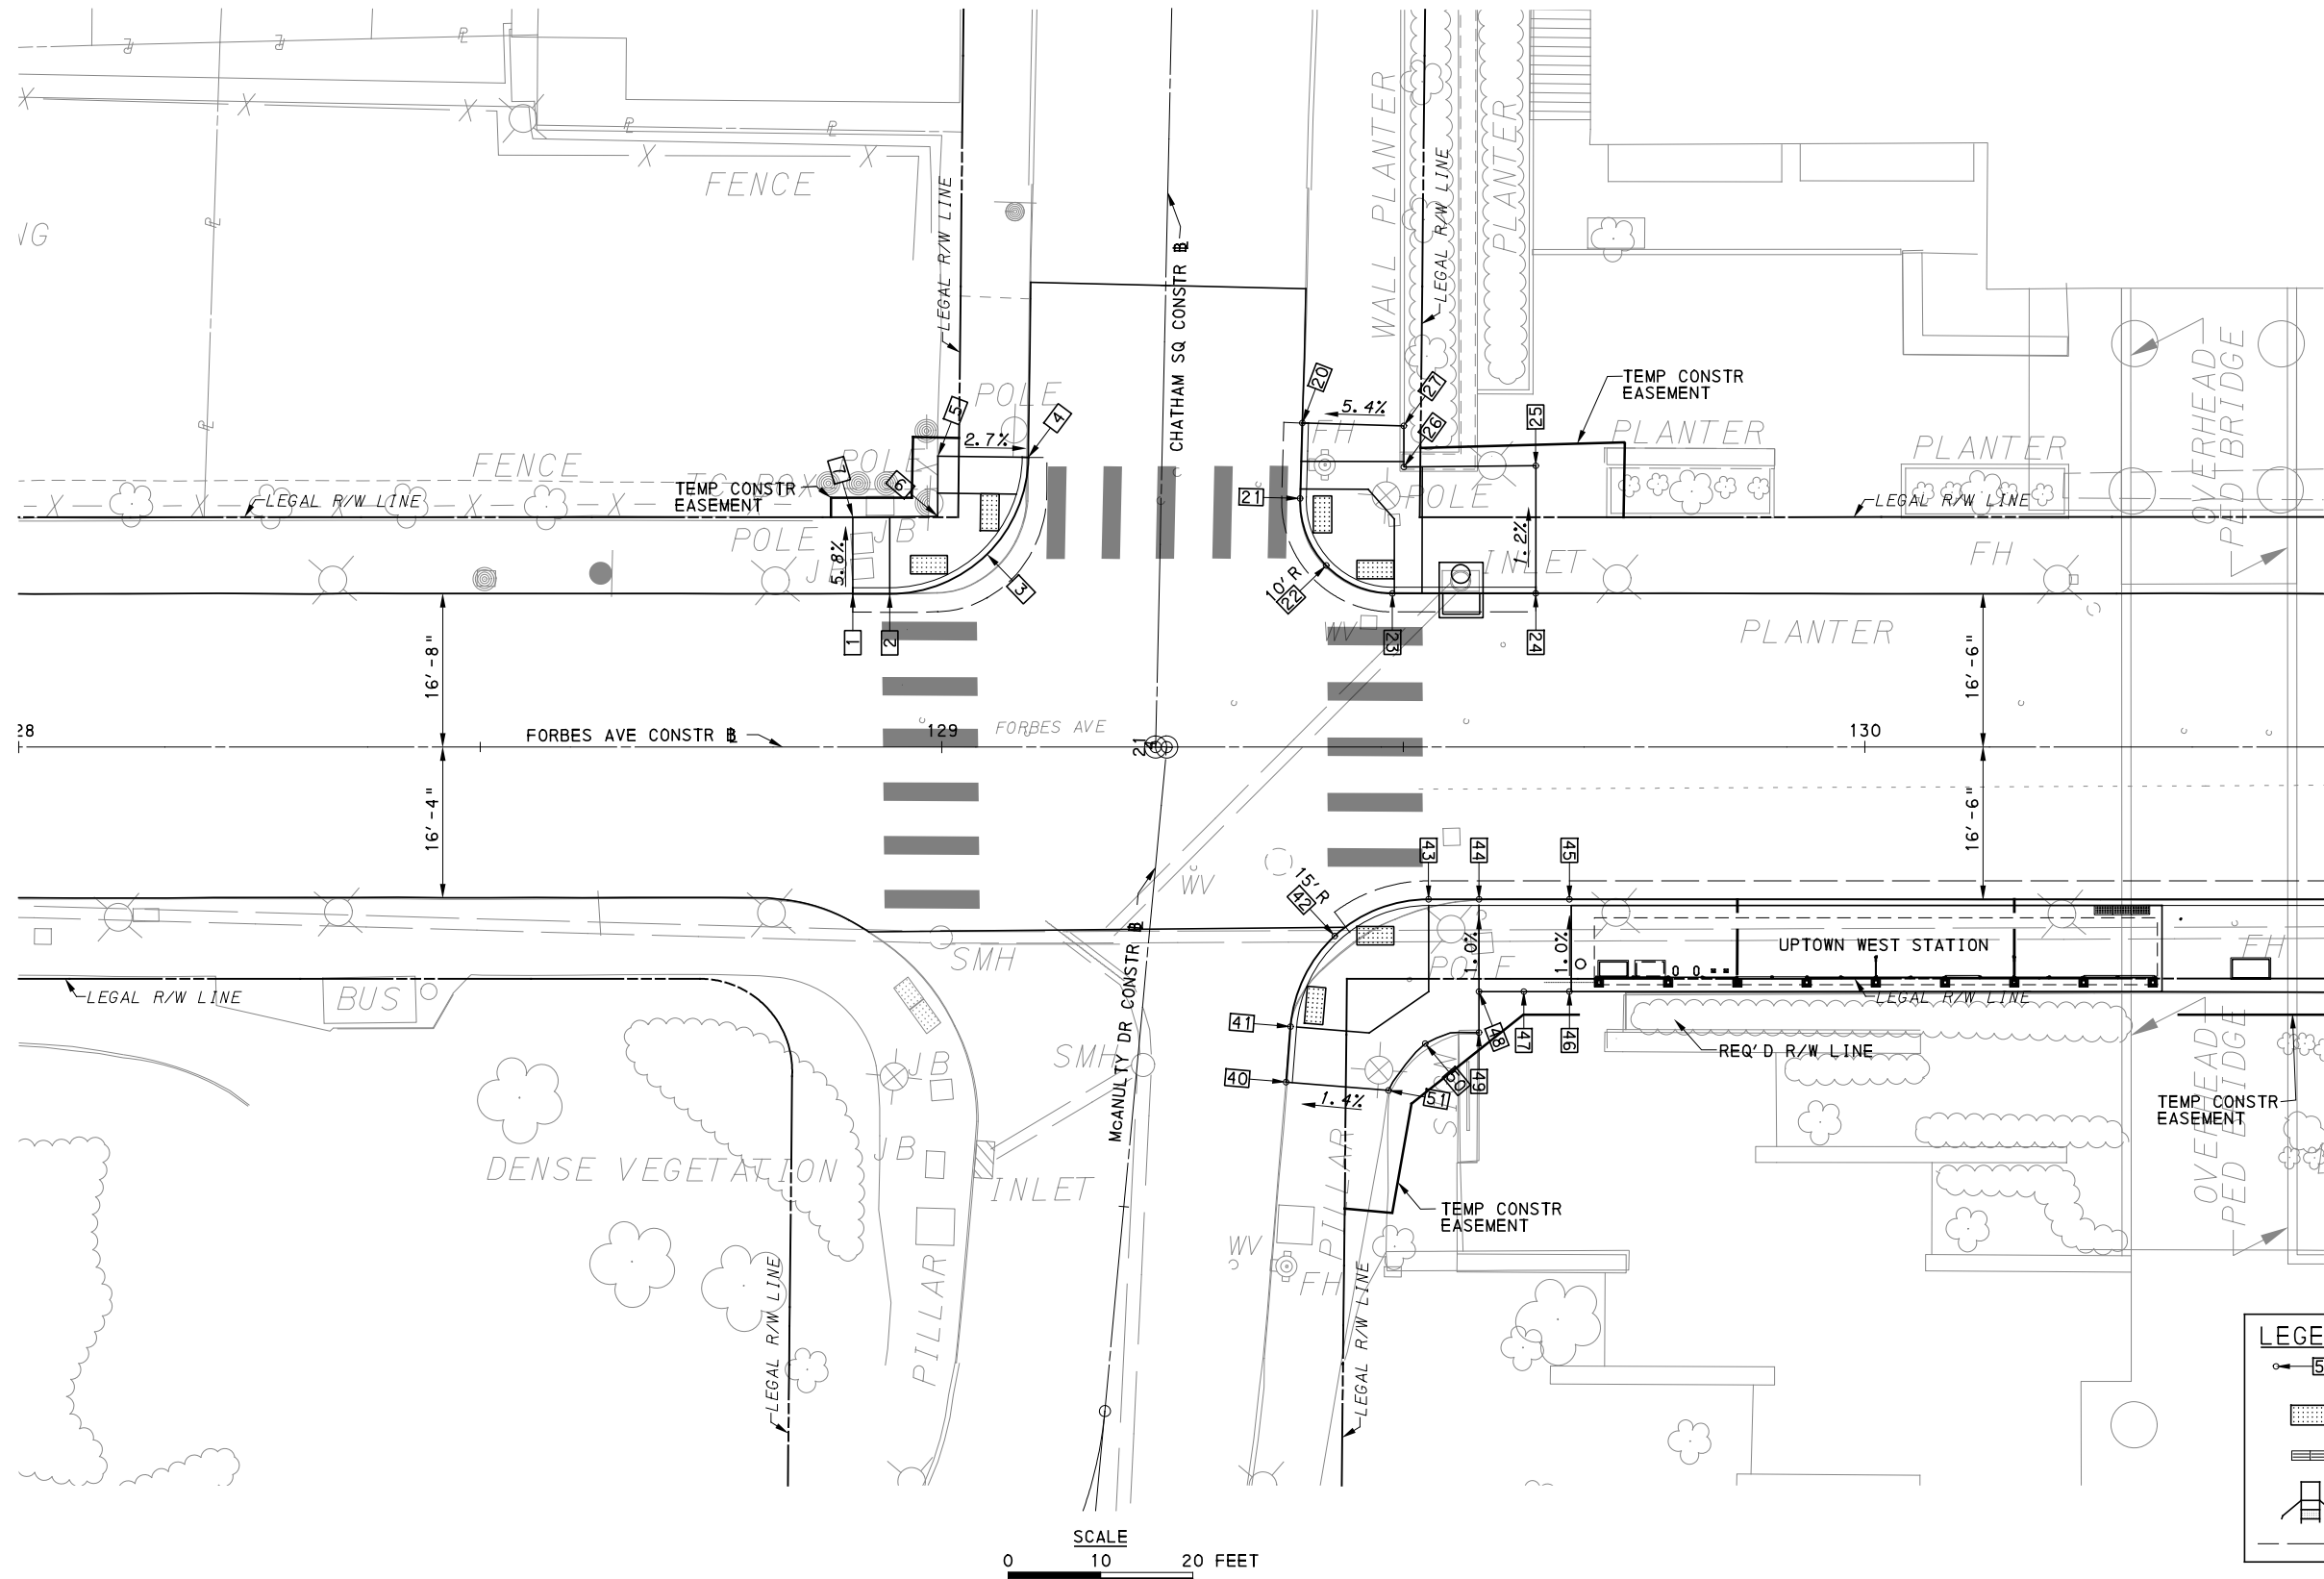 FENCE
LEGAL R/W LINE
CHATHAM SQ CONSTR
WALL PLANTER
LEGAL R/W LINE
PLANTER
OVERHEAD
PED BRIDGE
POLE
5
4
2.7%
20
5.4%
27
26
25
FH
TEMP CONSTR
EASEMENT
PLANTER
PLANTER
FENCE
POLE
7
6
TEMP CONSTR
EASEMENT
LEGAL R/W LINE
21
POLE
LEGAL R/W LINE
POLE
JB
5.8%
3
10' R
22
1.2%
INLET
FH
1
2
WV
23
24
PLANTER
16'-8"
16'-6"
FORBES AVE CONSTR
129
FORBES AVE
130
21
16'-4"
16'-6"
43
44
45
WV
15' R
42
SMH
1.0%
1.0%
UPTOWN WEST STATION
FH
LEGAL R/W LINE
BUS
LEGAL R/W LINE
41
48
47
46
REQ'D R/W LINE
SMH
JB
McANULTY DR CONSTR
40
1.4%
51
50
49
OVERHEAD
PED BRIDGE
TEMP CONSTR
EASEMENT
JB
DENSE VEGETATION
INLET
PILLAR
PILLAR
TEMP CONSTR
EASEMENT
WV
FH
LEGAL R/W LINE
LEGAL R/W LINE
SCALE
0 10 20 FEET